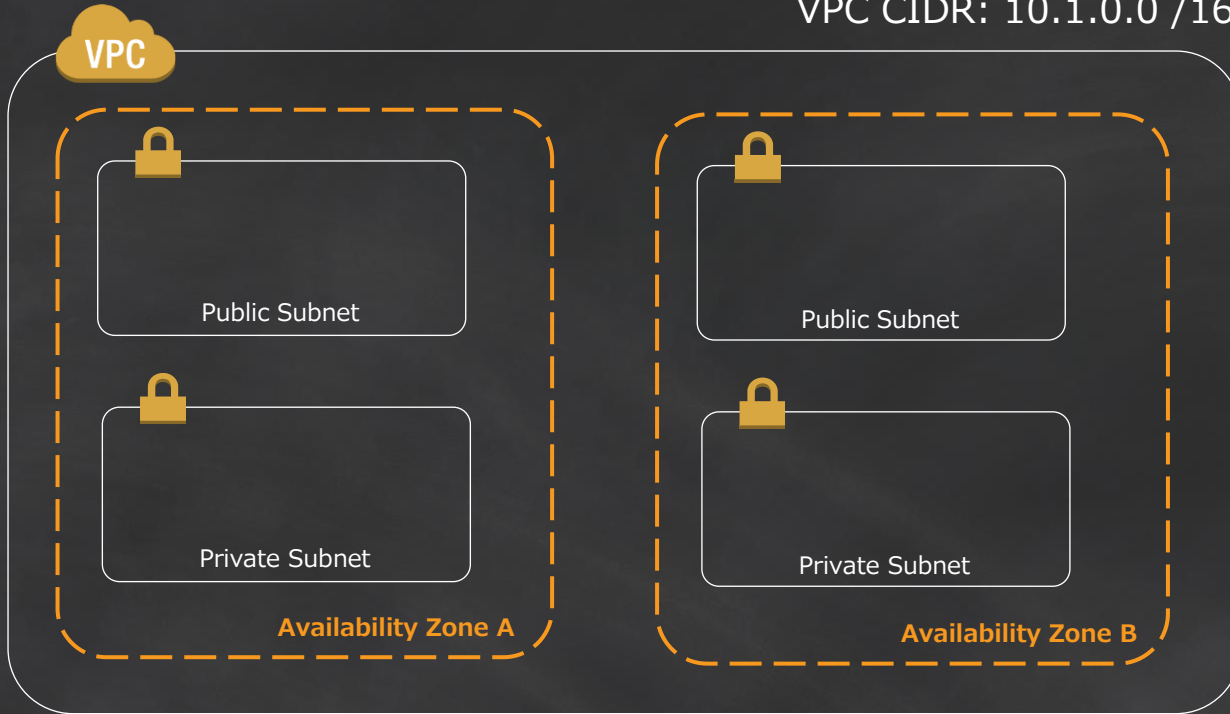 VPC CIDR: 10.1.0.0 /16
VPC
Public Subnet
Public Subnet
Private Subnet
Private Subnet
Availability Zone A
Availability Zone B